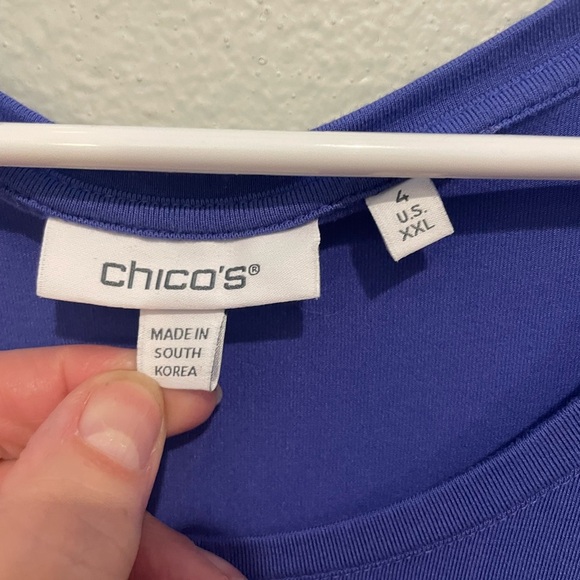 chico's®
MADE IN
SOUTH
KOREA
4
U.S.
XXL